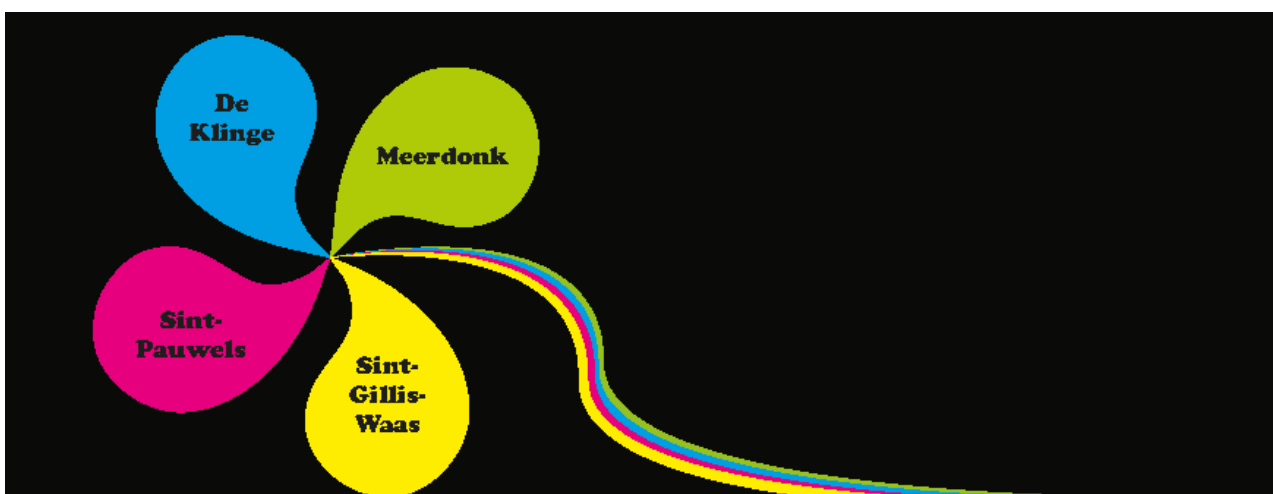 De
Klinge
Meerdonk
Sint-
Pauwels
Sint-
Gillis-
Waas